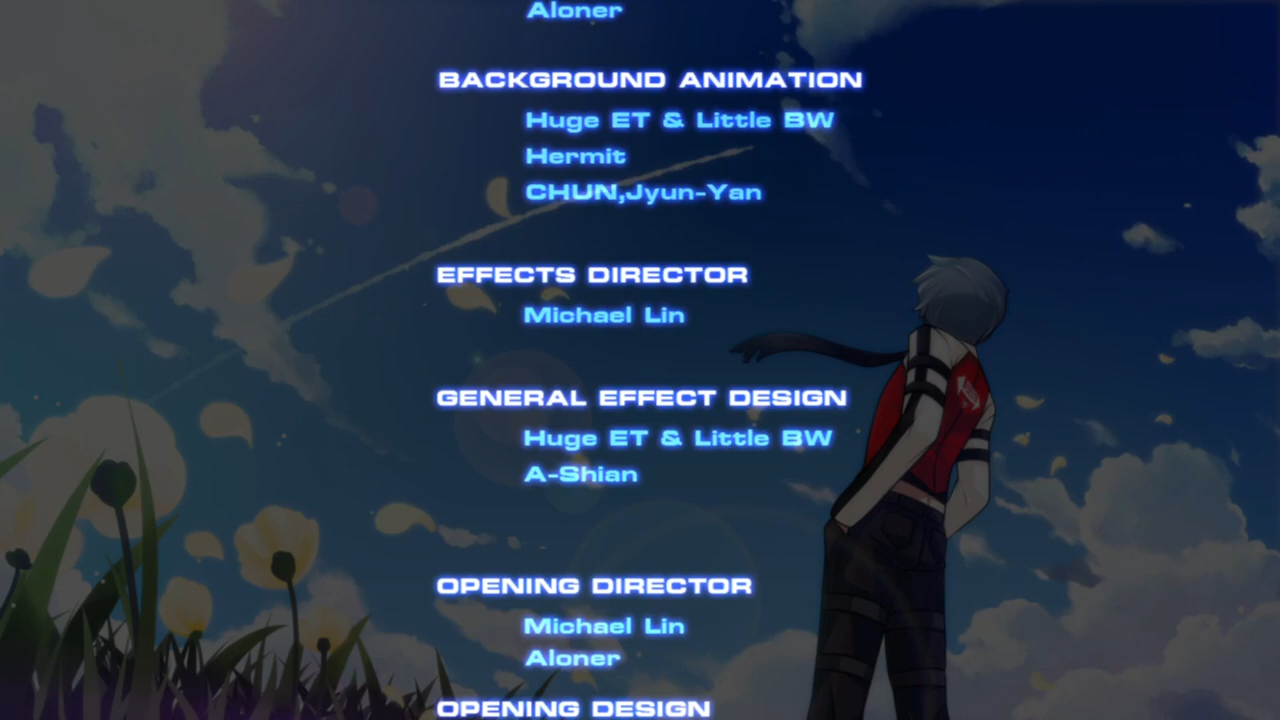 Aloner
BACKGROUND ANIMATION
Huge ET & Little BW
Hermit
CHUN,Jyun-Yan
EFFECTS DIRECTOR
Michael Lin
GENERAL EFFECT DESIGN
Huge ET & Little BW
A-Shian
OPENING DIRECTOR
Michael Lin
Aloner
OPENING DESIGN